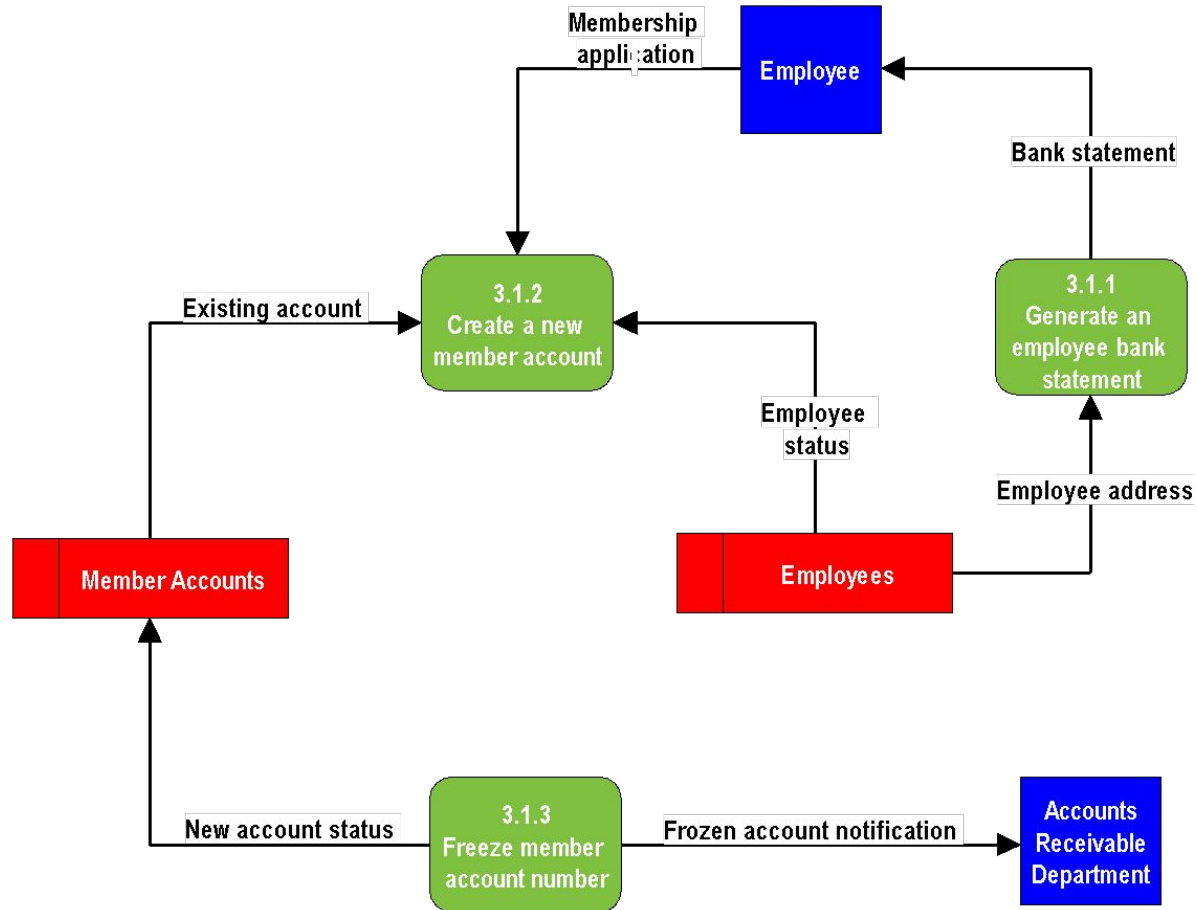 Membership
application
Employee
Bank statement
3.1.2
Create a new
member account
3.1.1
Generate an
employee bank
statement
Existing account
Employee
status
Employee address
Member Accounts
Employees
New account status
3.1.3
Freeze member
account number
Frozen account notification
Accounts
Receivable
Department